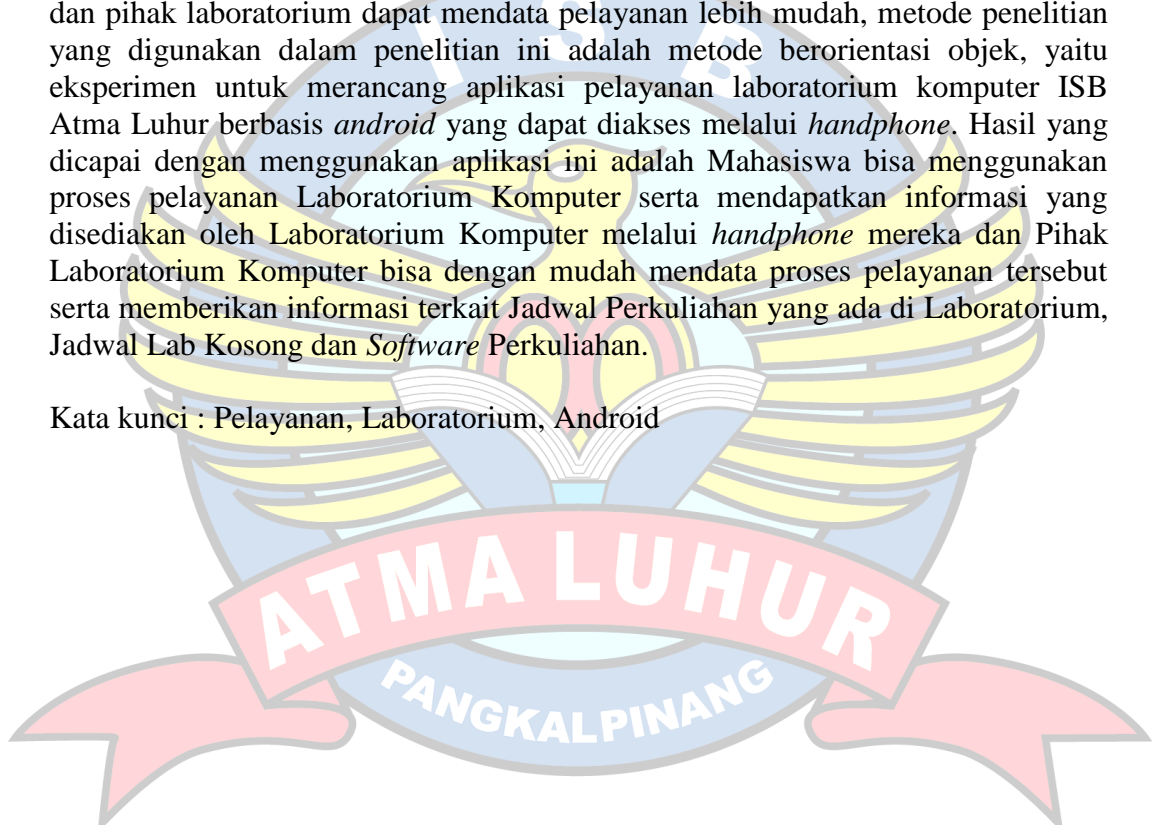 dan pihak laboratorium dapat mendata pelayanan lebih mudah, metode penelitian
yang digunakan dalam penelitian ini adalah metode berorientasi objek, yaitu
eksperimen untuk merancang aplikasi pelayanan laboratorium komputer ISB
Atma Luhur berbasis android yang dapat diakses melalui handphone. Hasil yang
dicapai dengan menggunakan aplikasi ini adalah Mahasiswa bisa menggunakan
proses pelayanan Laboratorium Komputer serta mendapatkan informasi yang
disediakan oleh Laboratorium Komputer melalui handphone mereka dan Pihak
Laboratorium Komputer bisa dengan mudah mendata proses pelayanan tersebut
serta memberikan informasi terkait Jadwal Perkuliahan yang ada di Laboratorium,
Jadwal Lab Kosong dan Software Perkuliahan.
Kata kunci : Pelayanan, Laboratorium, Android
I S B
ATMA LUHUR
PANGKALPINANG